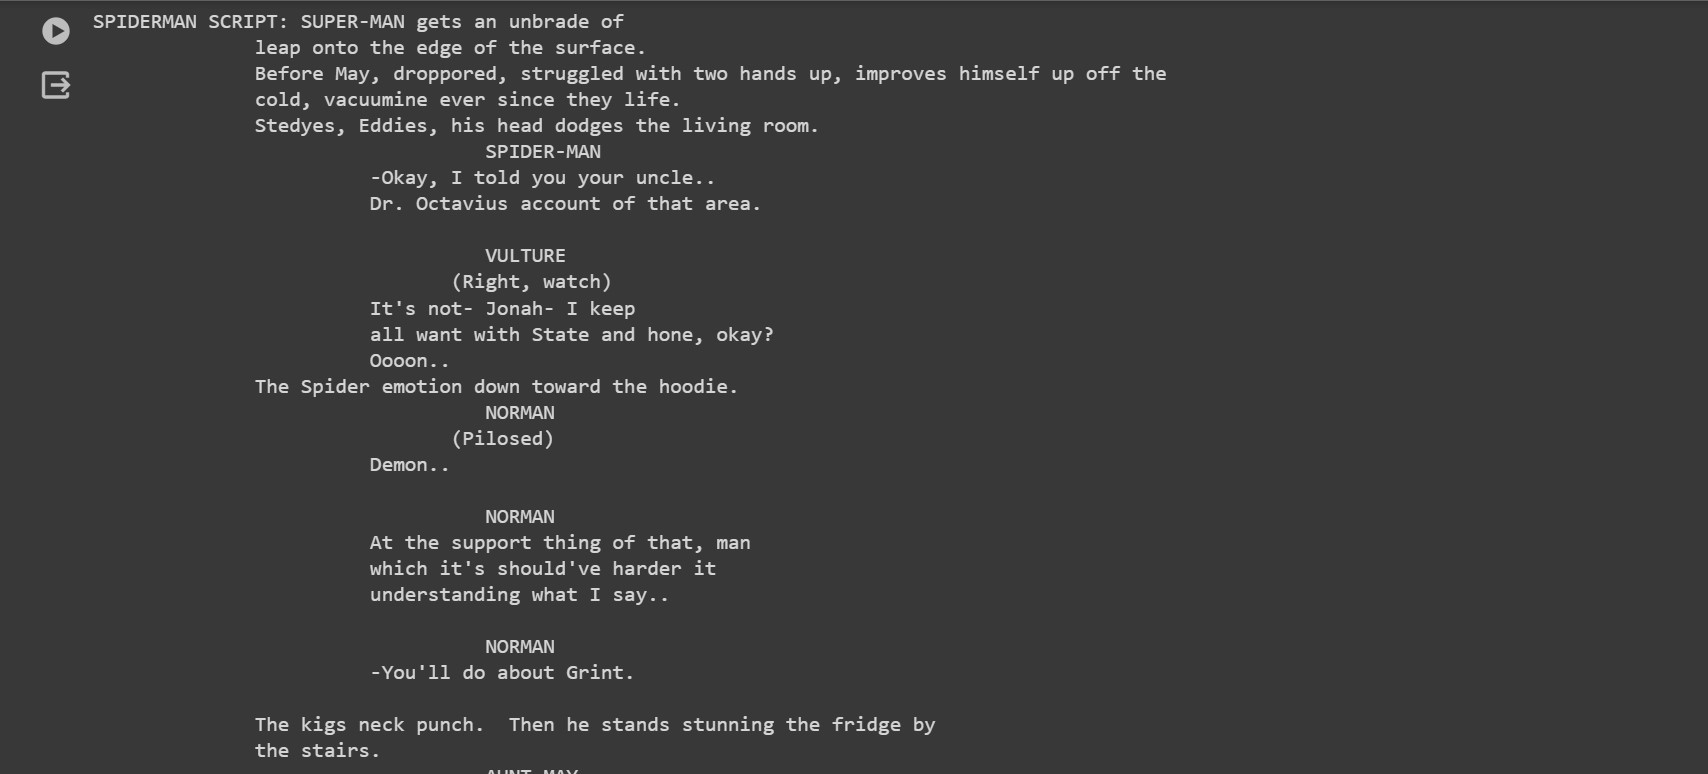 SPIDERMAN SCRIPT: SUPER-MAN gets an unbrade of
leap onto the edge of the surface.
Before May, droppored, struggled with two hands up, improves himself up off the
cold, vacuumine ever since they life.
Stedyes, Eddies, his head dodges the living room.
SPIDER-MAN
-Okay, I told you your uncle..
Dr. Octavius account of that area.
VULTURE
(Right, watch)
It's not- Jonah- I keep
all want with State and hone, okay?
Oooon..
The Spider emotion down toward the hoodie.
NORMAN
(Pilosed)
Demon..
NORMAN
At the support thing of that, man
which it's should've harder it
understanding what I say..
NORMAN
-You'll do about Grint.
The kigs neck punch.  Then he stands stunning the fridge by
the stairs.
AUNT MAY